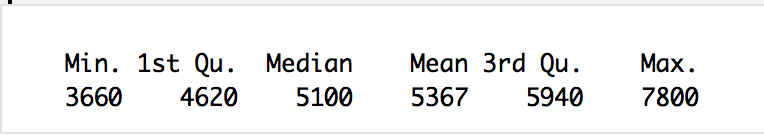 Min. 1st Qu. Median Mean 3rd Qu. Max.
3660 4620 5100 5367 5940 7800